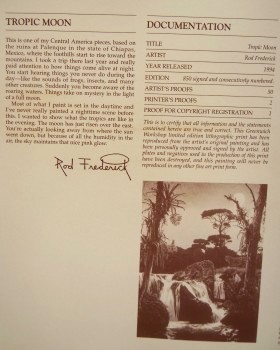 TROPIC MOON
This is one of my Central America pieces, based on
the ruins at Palenque in the state of Chiapas,
Mexico, where the foothills start to rise toward the
mountains. I took a trip there last year and really
paid attention to how things come alive at night.
You start hearing things you never do during the
day—like the sounds of frogs, insects, and many
other creatures. Suddenly you become aware of the
roaring waters. Things take on mystery in the light
of a full moon.
Most of what I paint is set in the daytime and
I've never really painted a nighttime scene before
this. I wanted to show what the tropics are like in
the evening. The moon has just risen over the east.
You're actually looking away from where the sun
went down, but because of all the humidity in the
air, the sky maintains that nice pink glow.
Rod Frederick
DOCUMENTATION
TITLE Tropic Moon
ARTIST Rod Frederick
YEAR RELEASED 1994
EDITION 850 signed and consecutively numbered.
ARTIST'S PROOFS
PRINTER'S PROOFS 2
PROOF FOR COPYRIGHT REGISTRATION 1
This is to certify that all information and the statements
contained herein are true and correct. This Greenwich
Workshop limited edition lithographic print has been
reproduced from the artist's original painting and has
been personally approved and signed by the artist. All
plates and negatives used in the production of this print
have been destroyed, and this painting will never be
reproduced in any other fine art print form.